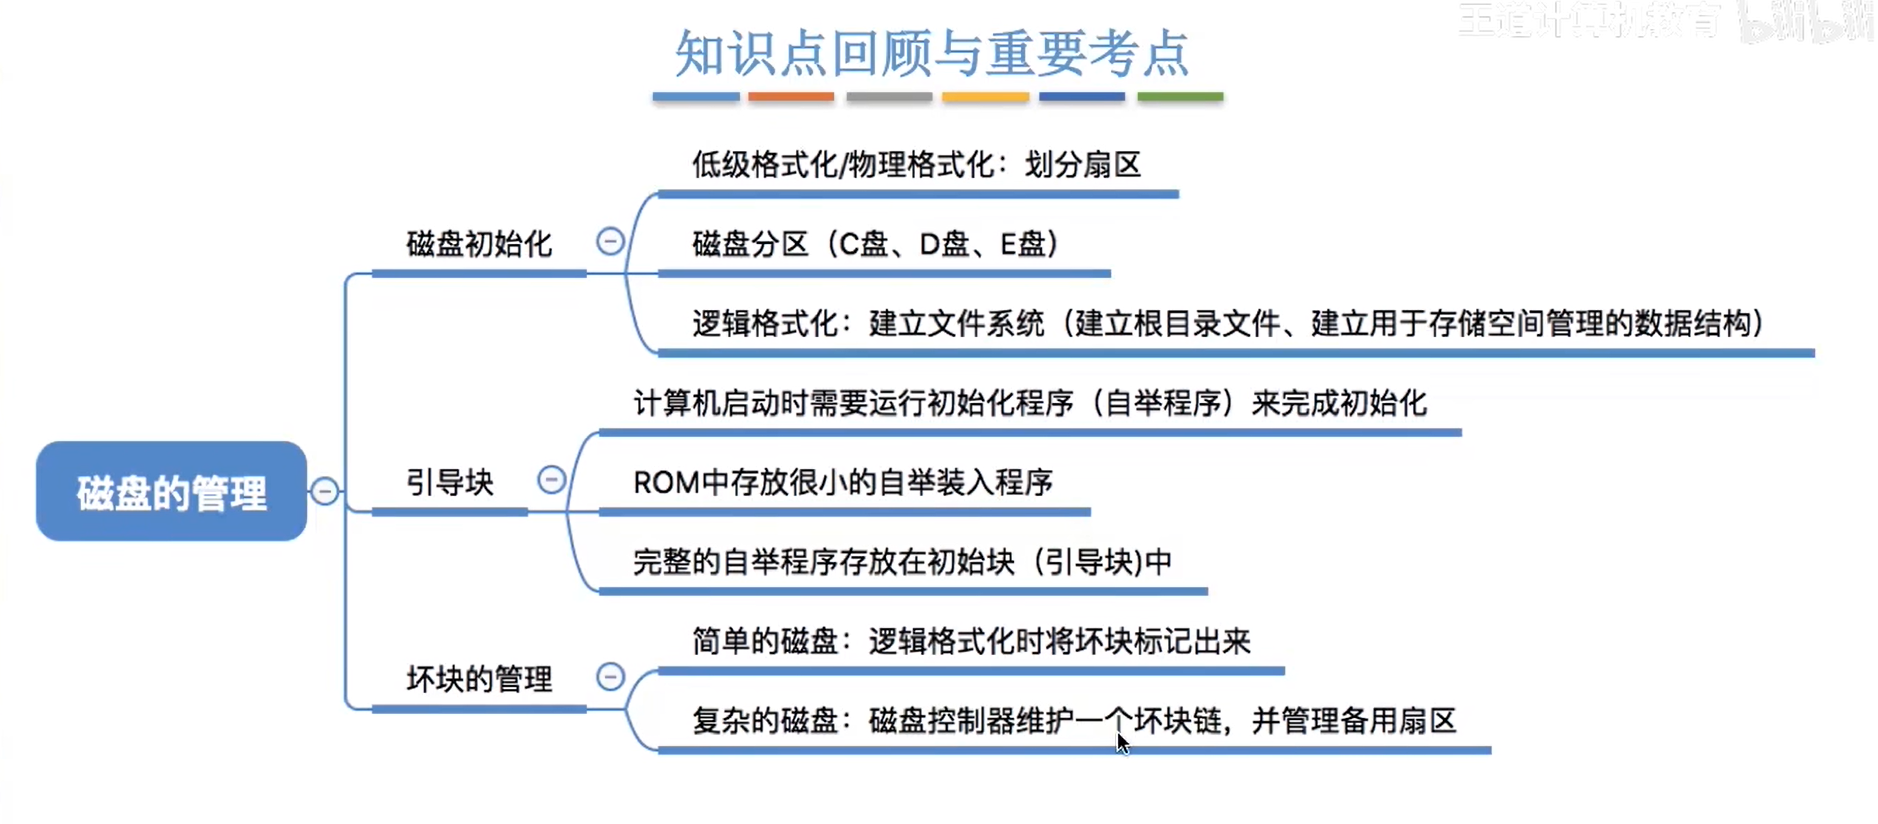 王道计算机教育 bilibili
知识点回顾与重要考点
低级格式化/物理格式化：划分扇区
磁盘初始化
磁盘分区（C盘、D盘、E盘）
逻辑格式化：建立文件系统（建立根目录文件、建立用于存储空间管理的数据结构）
计算机启动时需要运行初始化程序（自举程序）来完成初始化
磁盘的管理
引导块
ROM中存放很小的自举装入程序
完整的自举程序存放在初始块（引导块)中
简单的磁盘：逻辑格式化时将坏块标记出来
坏块的管理
复杂的磁盘：磁盘控制器维护一个坏块链，并管理备用扇区